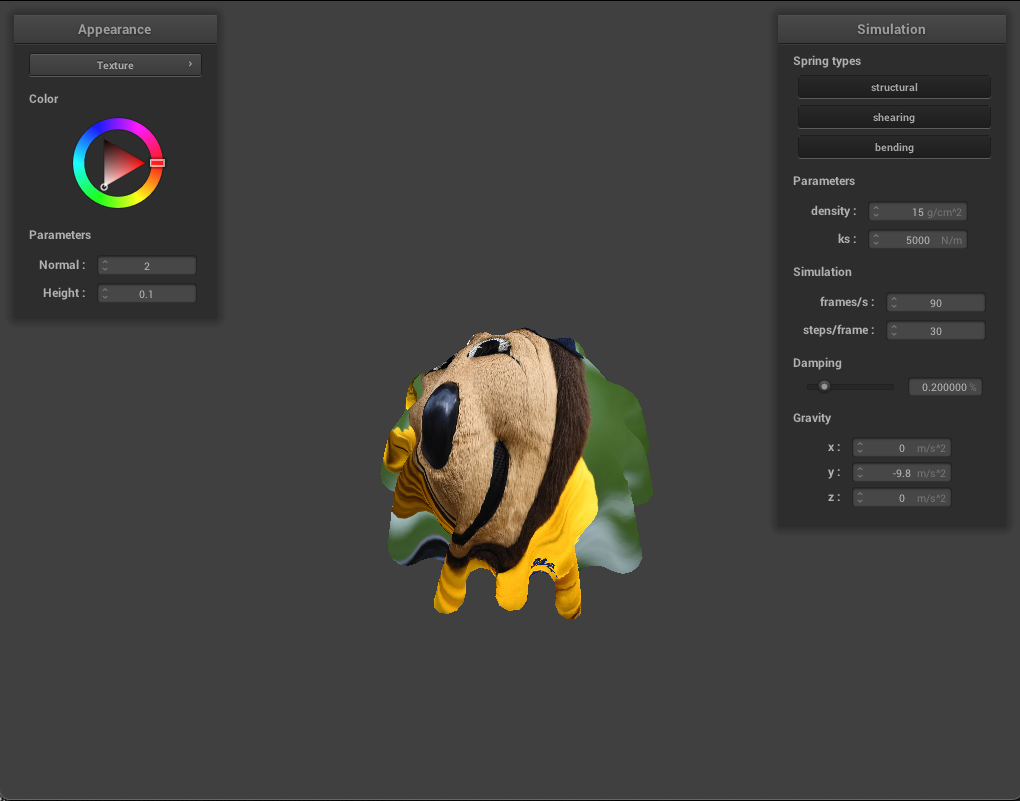 Appearance
Texture
Color
Parameters
Normal : 2
Height : 0.1
Simulation
Spring types
structural
shearing
bending
Parameters
density : 15 g/cm^2
ks : 5000 N/m
Simulation
frames/s : 90
steps/frame : 30
Damping
0.200000 %
Gravity
x : 0 m/s^2
y : -9.8 m/s^2
z : 0 m/s^2